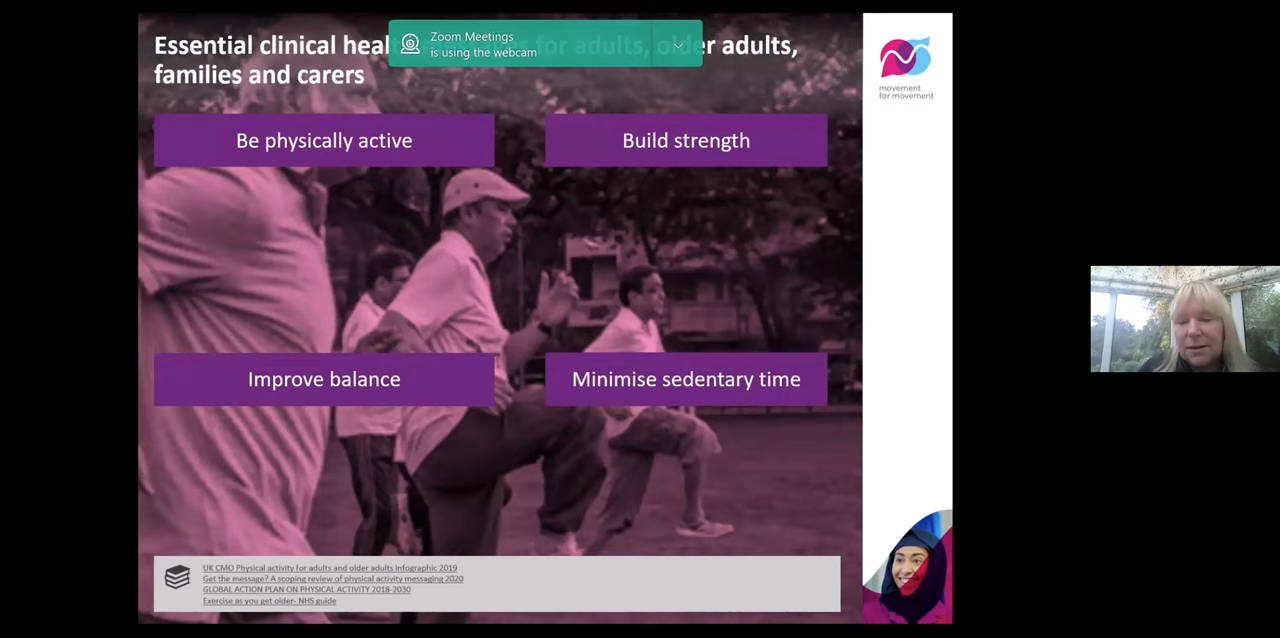 Essential clinical heal
for adults, older adults,
families and carers
Zoom Meetings
is using the webcam
movement
for movement
Be physically active
Build strength
Improve balance
Minimise sedentary time
UK CMO Physical activity for adults and older adults infographic 2019
Get the message? A scoping review of physical activity messaging 2020
GLOBAL ACTION PLAN ON PHYSICAL ACTIVITY 2018-2030
Exercise as you get older- NHS guide